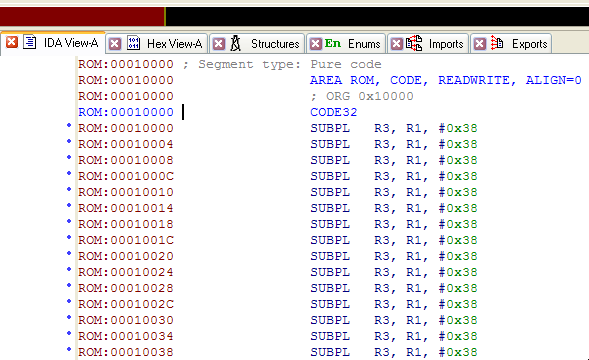 IDA View-A Hex View-A Structures En Enums Imports Exports
ROM:00010000 ; Segment type: Pure code
ROM:00010000 AREA ROM, CODE, READWRITE, ALIGN=0
ROM:00010000 ; ORG 0x10000
ROM:00010000 CODE32
ROM:00010000 SUBPL R3, R1, #0x38
ROM:00010004 SUBPL R3, R1, #0x38
ROM:00010008 SUBPL R3, R1, #0x38
ROM:0001000C SUBPL R3, R1, #0x38
ROM:00010010 SUBPL R3, R1, #0x38
ROM:00010014 SUBPL R3, R1, #0x38
ROM:00010018 SUBPL R3, R1, #0x38
ROM:0001001C SUBPL R3, R1, #0x38
ROM:00010020 SUBPL R3, R1, #0x38
ROM:00010024 SUBPL R3, R1, #0x38
ROM:00010028 SUBPL R3, R1, #0x38
ROM:0001002C SUBPL R3, R1, #0x38
ROM:00010030 SUBPL R3, R1, #0x38
ROM:00010034 SUBPL R3, R1, #0x38
ROM:00010038 SUBPL R3, R1, #0x38